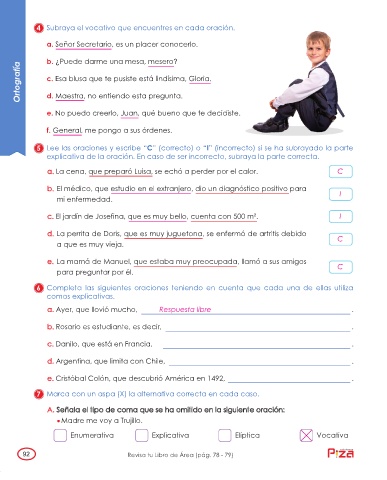 Ortografía
4 Subraya el vocativo que encuentres en cada oración.
a. Señor Secretario, es un placer conocerlo.
b. ¿Puede darme una mesa, mesero?
c. Esa blusa que te pusiste está lindísima, Gloria.
d. Maestra, no entiendo esta pregunta.
e. No puedo creerlo, Juan, qué bueno que te decidiste.
f. General, me pongo a sus órdenes.
5 Lee las oraciones y escribe "C" (correcto) o "I" (incorrecto) si se ha subrayado la parte
explicativa de la oración. En caso de ser incorrecto, subraya la parte correcta.
a. La cena, que preparó Luisa, se echó a perder por el calor. C
b. El médico, que estudio en el extranjero, dio un diagnóstico positivo para
mi enfermedad. I
c. El jardín de Josefina, que es muy bello, cuenta con 500 m². I
d. La perrita de Doris, que es muy juguetona, se enfermó de artritis debido
a que es muy vieja. C
e. La mamá de Manuel, que estaba muy preocupada, llamó a sus amigos
para preguntar por él. C
6 Completa las siguientes oraciones teniendo en cuenta que cada una de ellas utiliza
comas explicativas.
a. Ayer, que llovió mucho, Respuesta libre .
b. Rosario es estudiante, es decir, .
c. Danilo, que está en Francia, .
d. Argentina, que limita con Chile, .
e. Cristóbal Colón, que descubrió América en 1492, .
7 Marca con un aspa (X) la alternativa correcta en cada caso.
A. Señala el tipo de coma que se ha omitido en la siguiente oración:
• Madre me voy a Trujillo.
Enumerativa Explicativa Elíptica X Vocativa
92 Revisa tu Libro de Área (pág. 78 - 79)